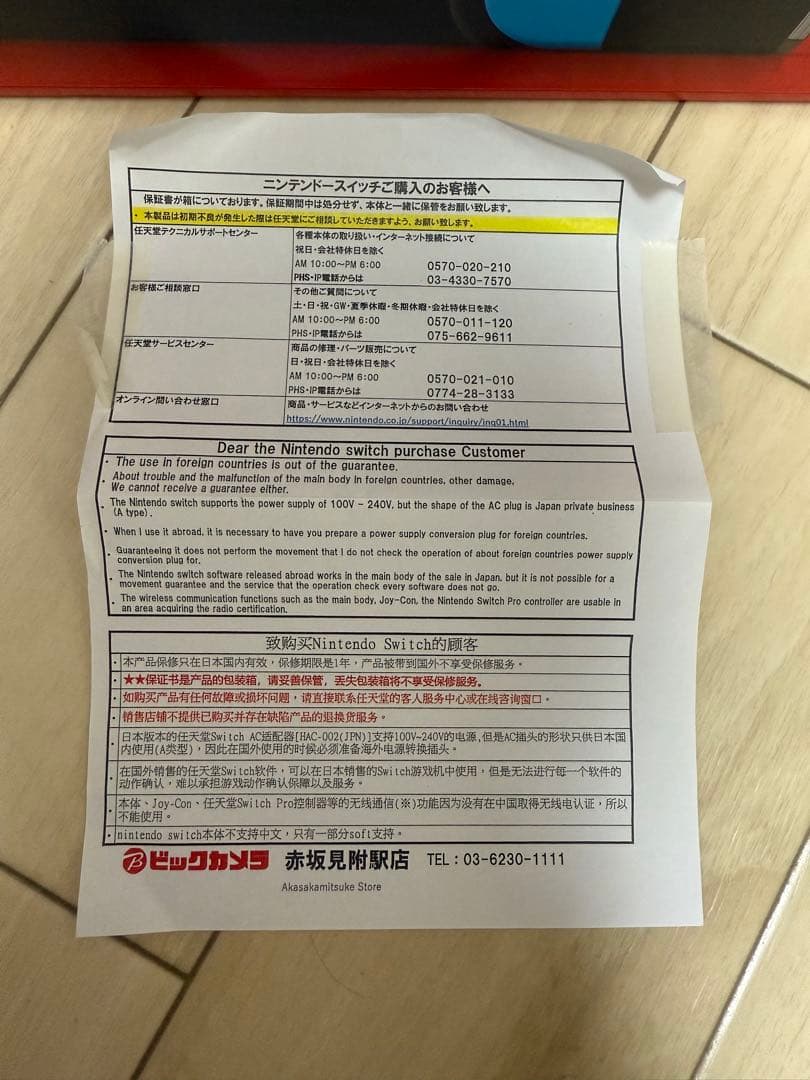 ニンテンドースイッチご購入のお客様へ
保証書が箱についております。保証期間中は処分せず、本体と一緒に保管をお願い致します。
・本製品は初期不良が発生した際は任天堂にご相談していただきますよう、お願い致します。
任天堂テクニカルサポートセンター
各種本体の取り扱い・インターネット接続について
祝日・会社特休日を除く
AM 10:00～PM 6:00 0570-020-210
PHS・IP電話からは 03-4330-7570
お客様ご相談窓口
その他ご質問について
土・日・祝・GW・夏季休暇・冬期休暇・会社特休日を除く
AM 10:00～PM 6:00 0570-011-120
PHS・IP電話からは 075-662-9611
任天堂サービスセンター
商品の修理・パーツ販売について
日・祝日・会社特休日を除く
AM 10:00～PM 6:00 0570-021-010
PHS・IP電話からは 0774-28-3133
オンライン問い合わせ窓口
商品・サービスなどインターネットからのお問い合わせ
https://www.nintendo.co.jp/support/inquiry/inq01.html
Dear the Nintendo switch purchase Customer
・ The use in foreign countries is out of the guarantee.
・ About trouble and the malfunction of the main body in foreign countries, other damage,
We cannot receive a guarantee either.
・ The Nintendo switch supports the power supply of 100V - 240V, but the shape of the AC plug is Japan private business
(A type).
・ When I use it abroad, it is necessary to have you prepare a power supply conversion plug for foreign countries.
・ Guaranteeing it does not perform the movement that I do not check the operation of about foreign countries power supply
conversion plug for.
・ The Nintendo switch software released abroad works in the main body of the sale in Japan, but it is not possible for a
movement guarantee and the service that the operation check every software does not go.
・ The wireless communication functions such as the main body, Joy-Con, the Nintendo Switch Pro controller are usable in
an area acquiring the radio certification.
致购买Nintendo Switch的顾客
・本产品保修只在日本国内有效，保修期限是1年，产品被带到国外不享受保修服务。
・★★保证书是产品的包装箱，请妥善保管，丢失包装箱将不享受保修服务。
・如购买产品有任何故障或损坏问题，请直接联系任天堂的客人服务中心或在线咨询窗口。
・销售店铺不提供已购买并存在缺陷产品的退换货服务。
・日本版本的任天堂Switch AC适配器[HAC-002(JPN)]支持100V~240V的电源,但是AC插头的形状只供日本国
内使用(A类型)，因此在国外使用的时候必须准备海外电源转换插头。
・在国外销售的任天堂Switch软件，可以在日本销售的Switch游戏机中使用，但是无法进行每一个软件的
动作确认，难以承担游戏动作确认保障以及服务。
・本体、Joy-Con、任天堂Switch Pro控制器等的无线通信(※)功能因为没有在中国取得无线电认证，所以
不能使用。
・nintendo switch本体不支持中文，只有一部分soft支持。
ビックカメラ 赤坂見附駅店 TEL：03-6230-1111
Akasakamitsuke Store